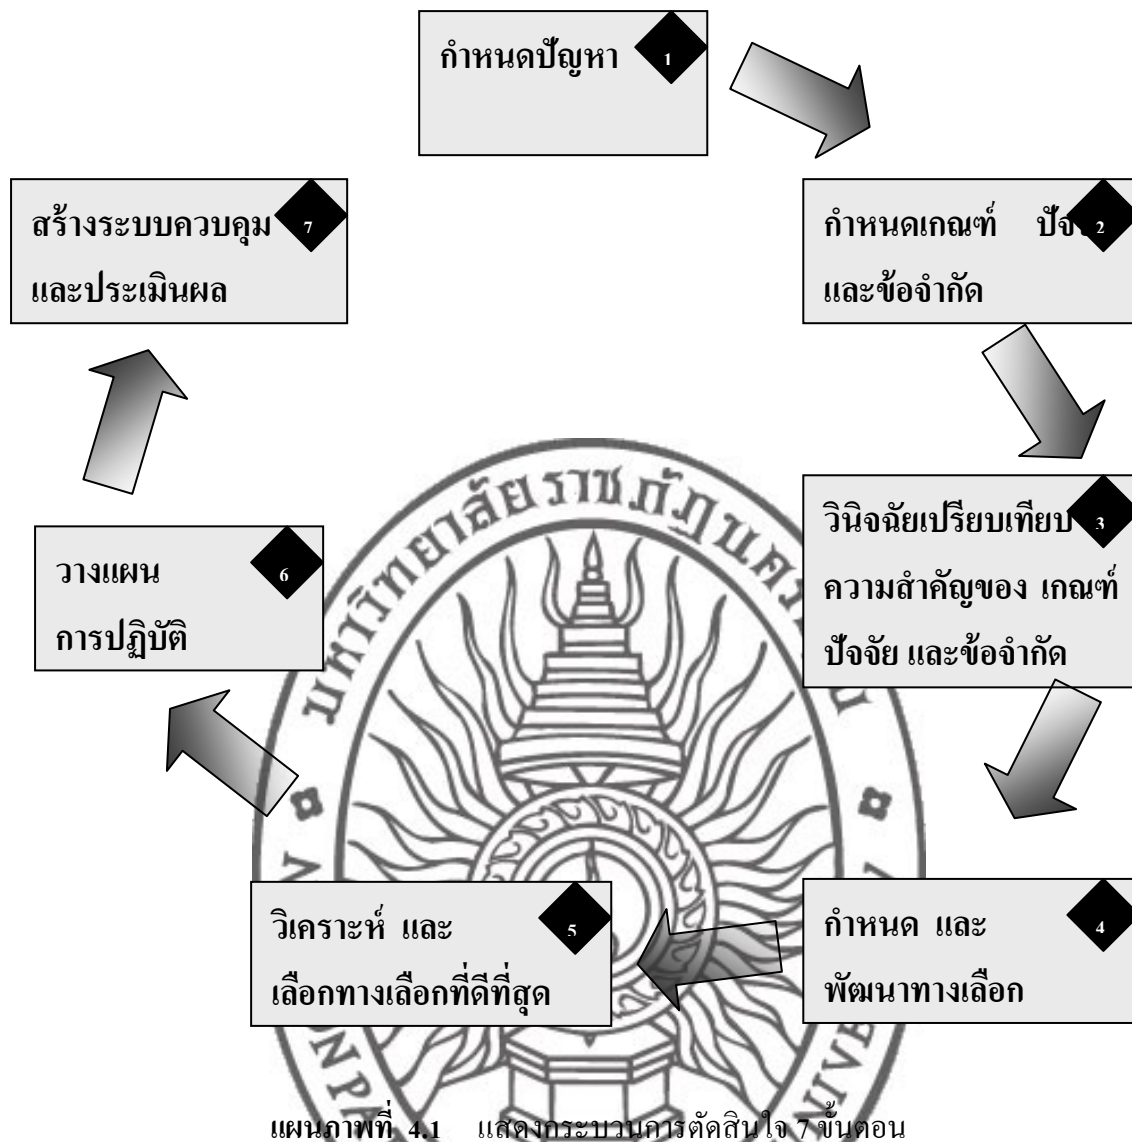 กำหนดปัญหา 1
กำหนดเกณฑ์ 2
และข้อจำกัด
วินิจฉัยเปรียบเทียบ 3
ความสำคัญของ เกณฑ์
ปัจจัย และข้อจำกัด
กำหนด และ 4
พัฒนาทางเลือก
วิเคราะห์ และ 5
เลือกทางเลือกที่ดีที่สุด
วางแผน 6
การปฏิบัติ
สร้างระบบควบคุม 7
และประเมินผล
มหาวิทยาลัยราชภัฏ
แผนภาพที่ 4.1 แสดงกระบวนการตัดสินใจ 7 ขั้นตอน